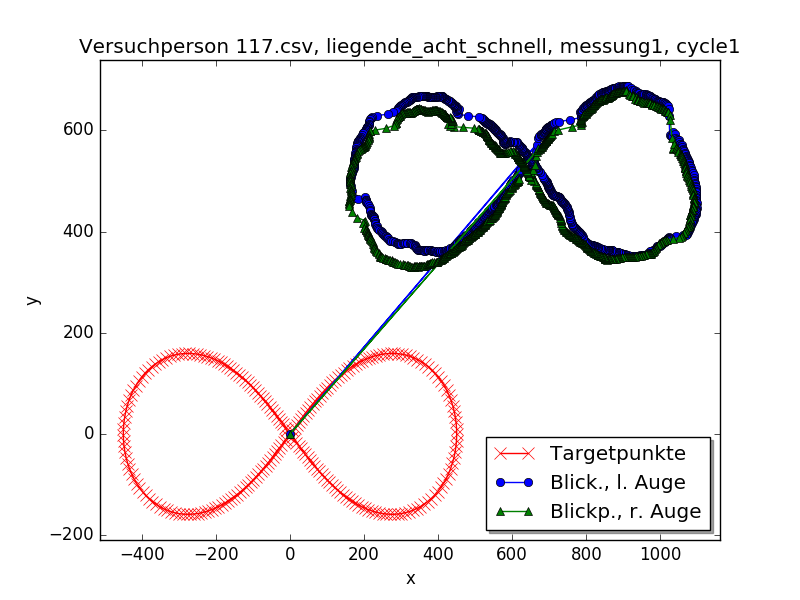 Versuchperson 117.csv, liegende_acht_schnell, messung1, cycle1
600
400
y
200
0
−200
Targetpunkte
Blick., l. Auge
Blickp., r. Auge
−400
−200
0
200
400
600
800
1000
x